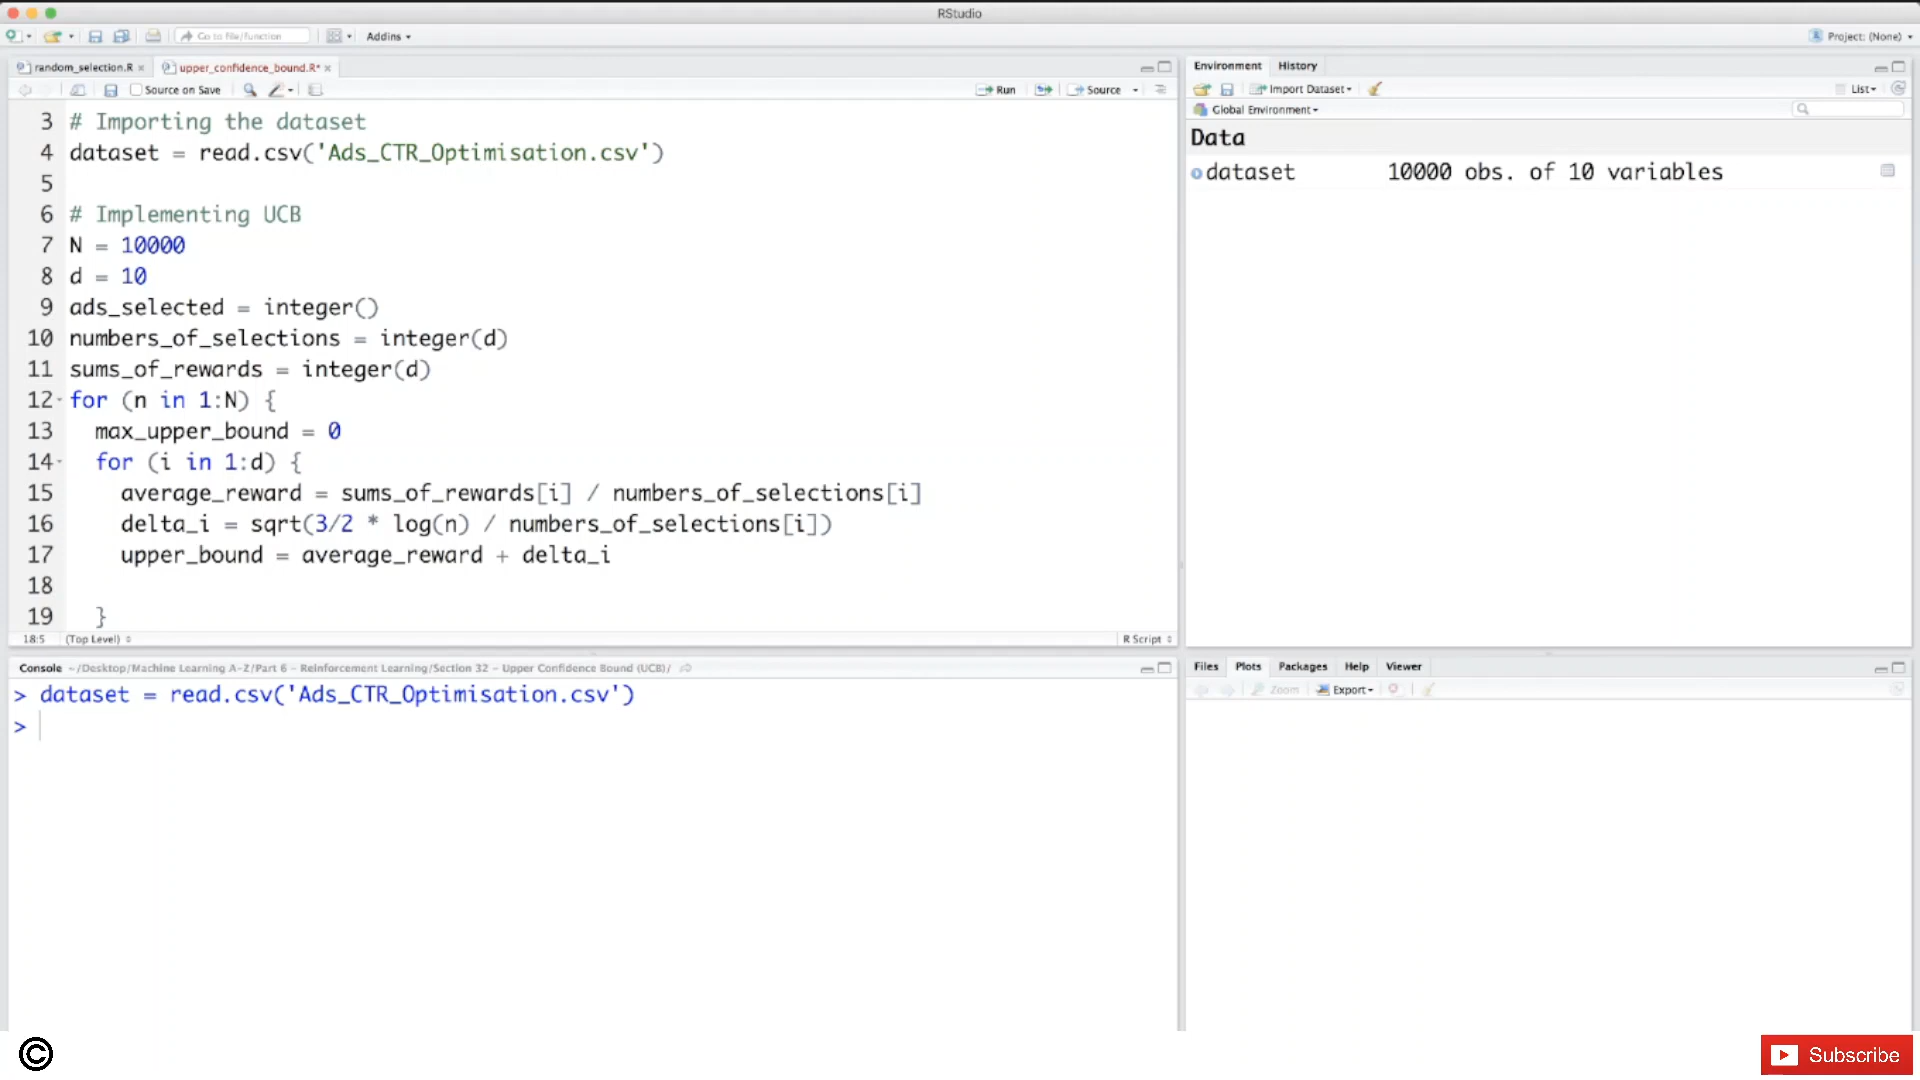 RStudio
Go to file/function
Addins
Project: (None)
random_selection.R
upper_confidence_bound.R*
Source on Save
Run
Source
3 # Importing the dataset
4 dataset = read.csv('Ads_CTR_Optimisation.csv')
5
6 # Implementing UCB
7 N = 10000
8 d = 10
9 ads_selected = integer()
10 numbers_of_selections = integer(d)
11 sums_of_rewards = integer(d)
12 for (n in 1:N) {
13 max_upper_bound = 0
14 for (i in 1:d) {
15 average_reward = sums_of_rewards[i] / numbers_of_selections[i]
16 delta_i = sqrt(3/2 * log(n) / numbers_of_selections[i])
17 upper_bound = average_reward + delta_i
18
19 }
18:5 (Top Level)
R Script
Console ~/Desktop/Machine Learning A-Z/Part 6 - Reinforcement Learning/Section 32 - Upper Confidence Bound (UCB)/
> dataset = read.csv('Ads_CTR_Optimisation.csv')
>
Environment History
Import Dataset
List
Global Environment
Data
dataset 10000 obs. of 10 variables
Files Plots Packages Help Viewer
Zoom Export
©
Subscribe